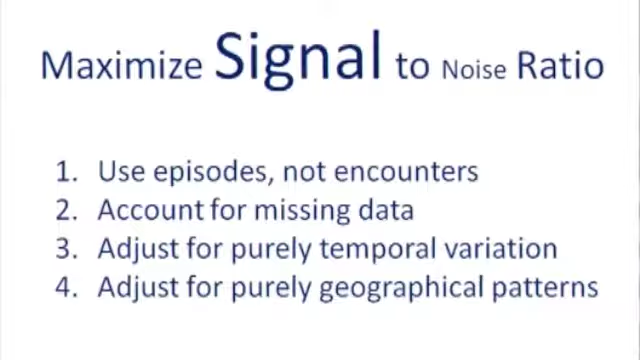 Maximize Signal to Noise Ratio
1. Use episodes, not encounters
2. Account for missing data
3. Adjust for purely temporal variation
4. Adjust for purely geographical patterns